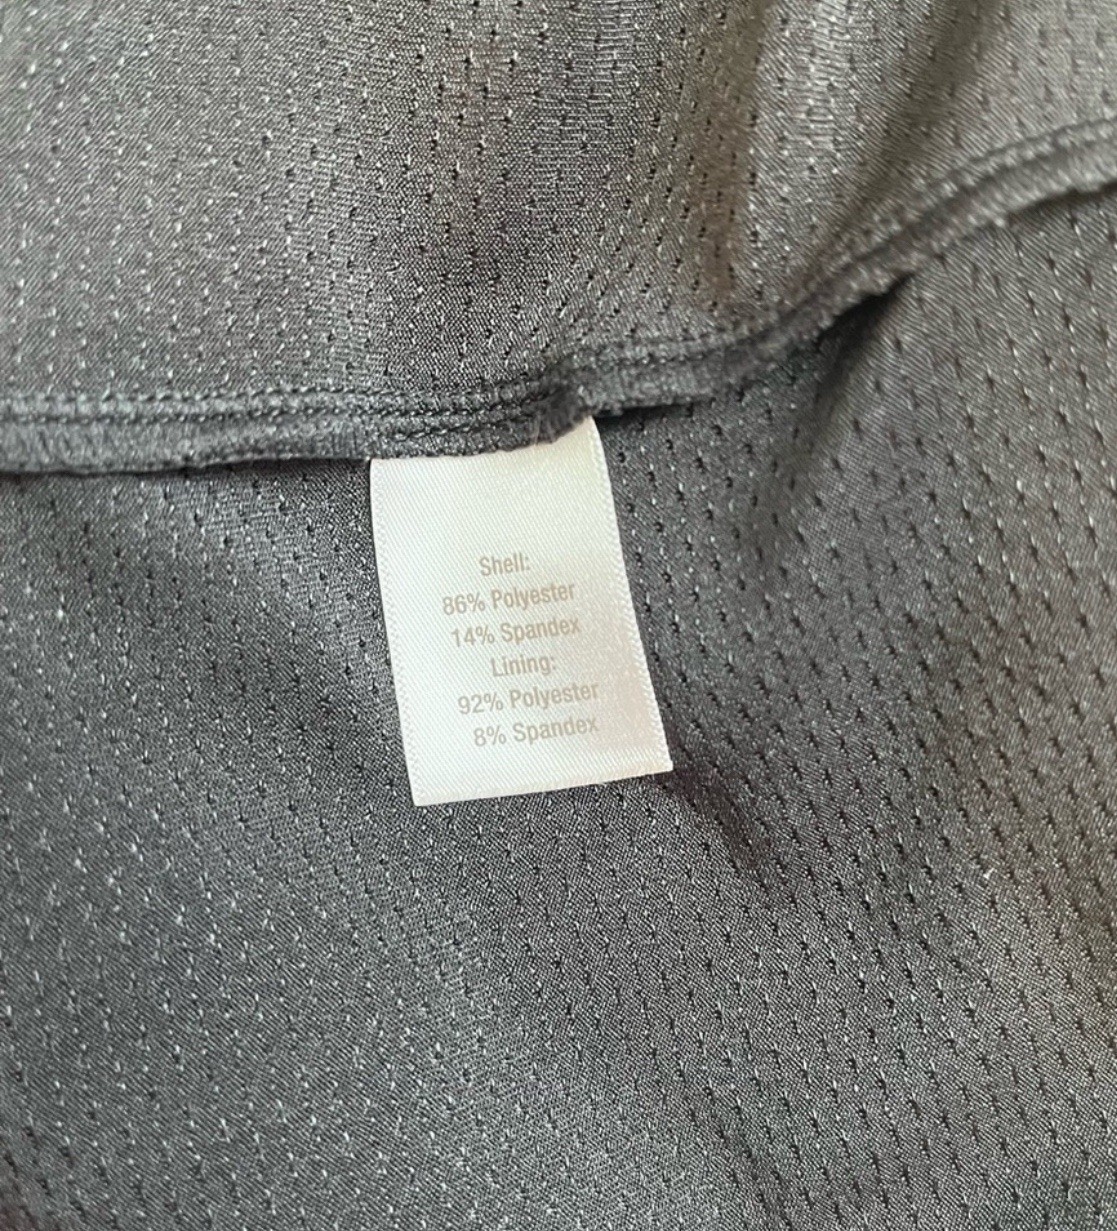 Shell:
86% Polyester
14% Spandex
Lining:
92% Polyester
8% Spandex